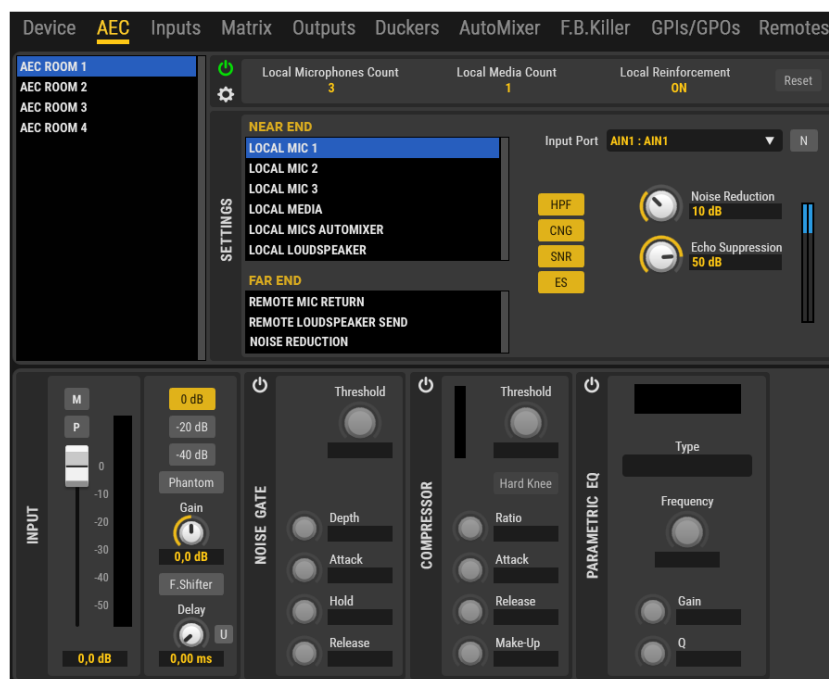 Device AEC Inputs Matrix Outputs Duckers AutoMixer F.B.Killer GPIs/GPOs Remotes
AEC ROOM 1
AEC ROOM 2
AEC ROOM 3
AEC ROOM 4
Local Microphones Count
3
Local Media Count
1
Local Reinforcement
ON
Reset
SETTINGS
NEAR END
LOCAL MIC 1
LOCAL MIC 2
LOCAL MIC 3
LOCAL MEDIA
LOCAL MICS AUTOMIXER
LOCAL LOUDSPEAKER
FAR END
REMOTE MIC RETURN
REMOTE LOUDSPEAKER SEND
NOISE REDUCTION
Input Port AIN1 : AIN1 N
HPF
CNG
SNR
ES
Noise Reduction
10 dB
Echo Suppression
50 dB
INPUT
M
P
0
-10
-20
-30
-40
-50
0,0 dB
0 dB
-20 dB
-40 dB
Phantom
Gain
0,0 dB
F.Shifter
Delay
U
0,00 ms
NOISE GATE
Threshold
Depth
Attack
Hold
Release
COMPRESSOR
Threshold
Hard Knee
Ratio
Attack
Release
Make-Up
PARAMETRIC EQ
Type
Frequency
Gain
Q